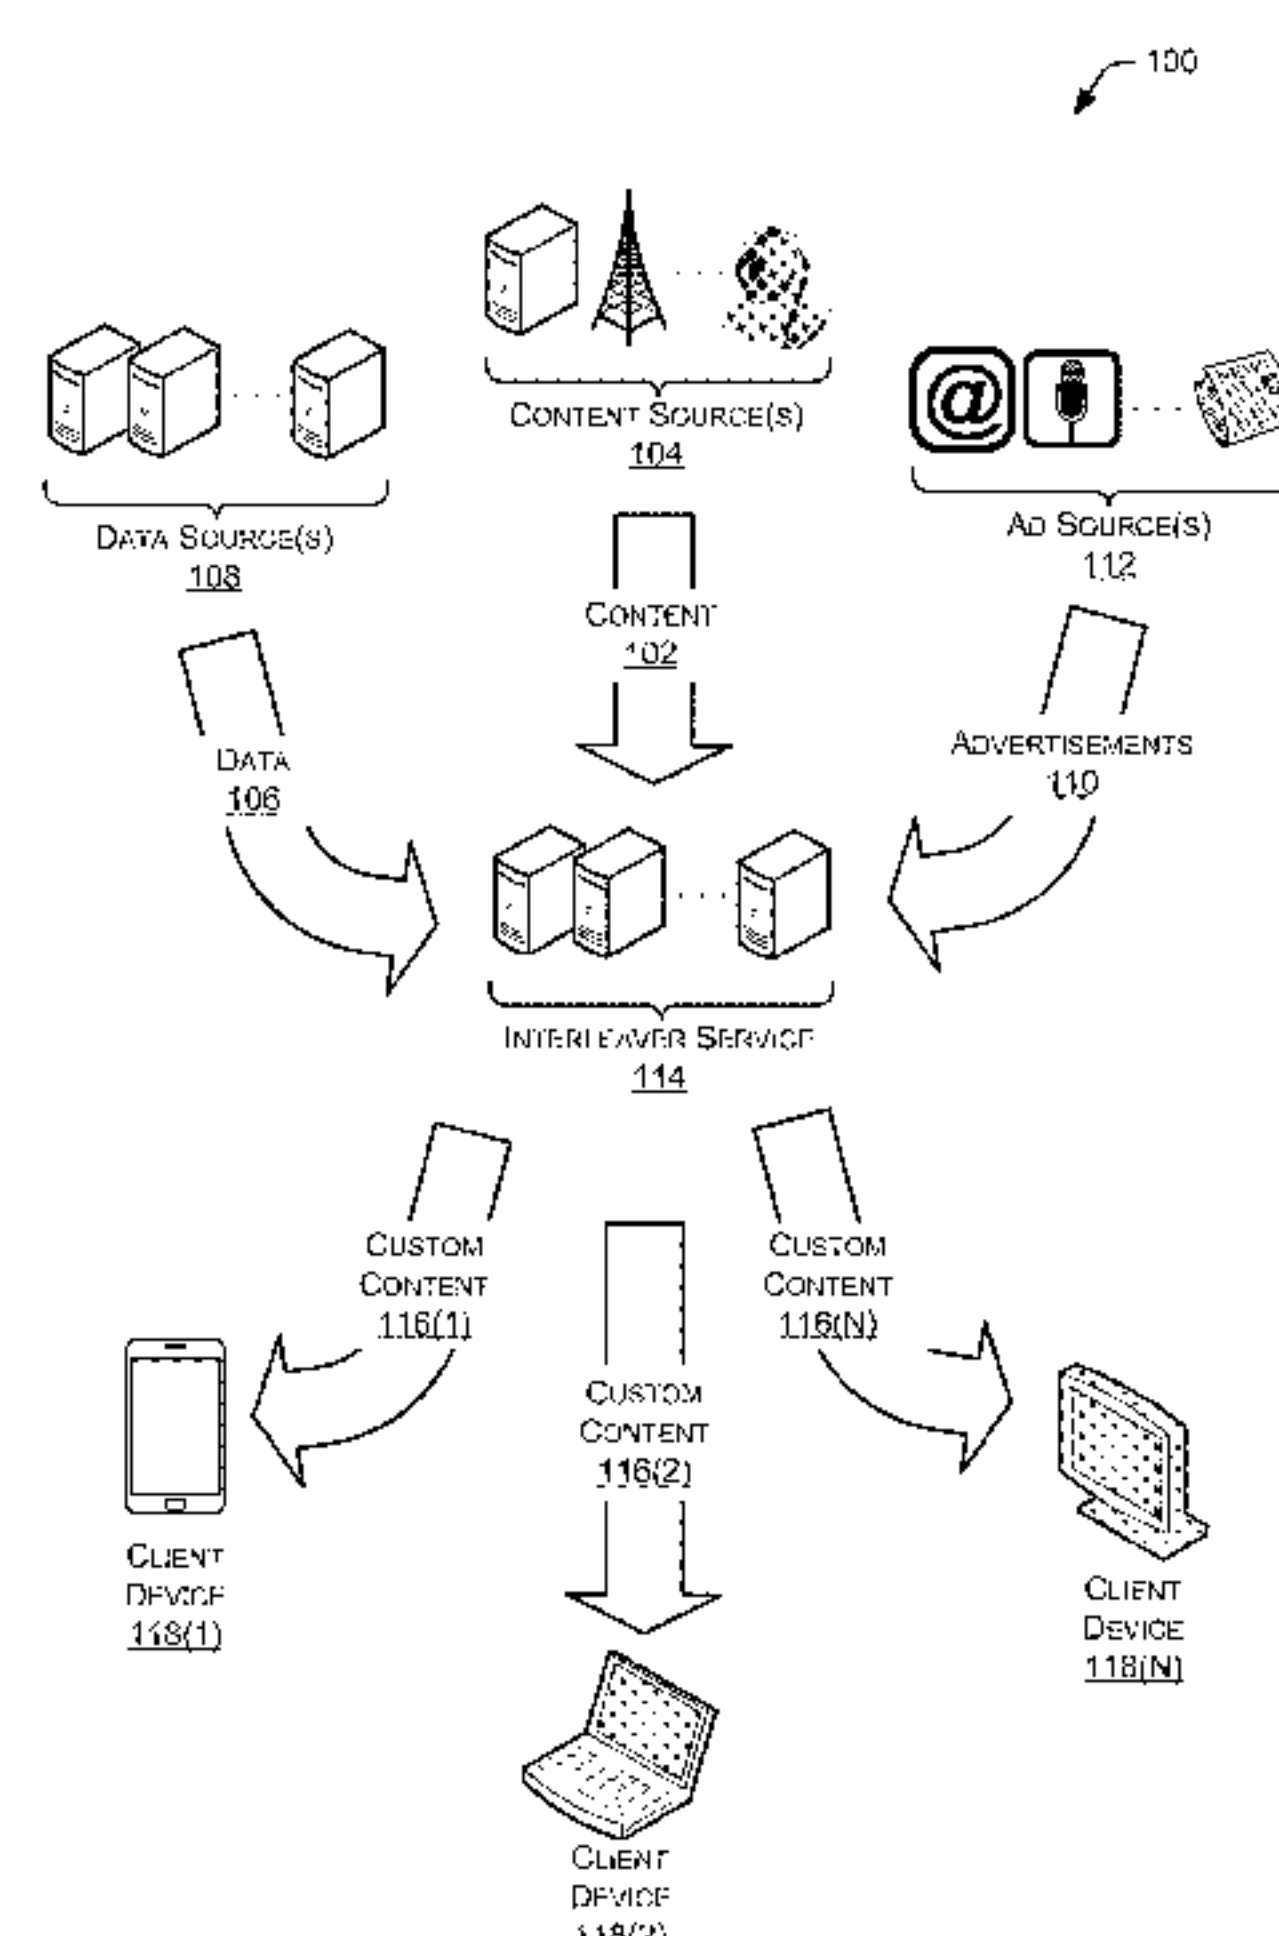 100
CONTENT SOURCE(S)
104
DATA SOURCE(S)
108
AD SOURCE(S)
112
CONTENT
102
DATA
106
ADVERTISEMENTS
110
@
INTERLEAVER SERVICE
114
CUSTOM
CONTENT
116(1)
CUSTOM
CONTENT
116(2)
CUSTOM
CONTENT
116(N)
CLIENT
DEVICE
118(1)
CLIENT
DEVICE
118(N)
CLIENT
DEVICE
118(2)